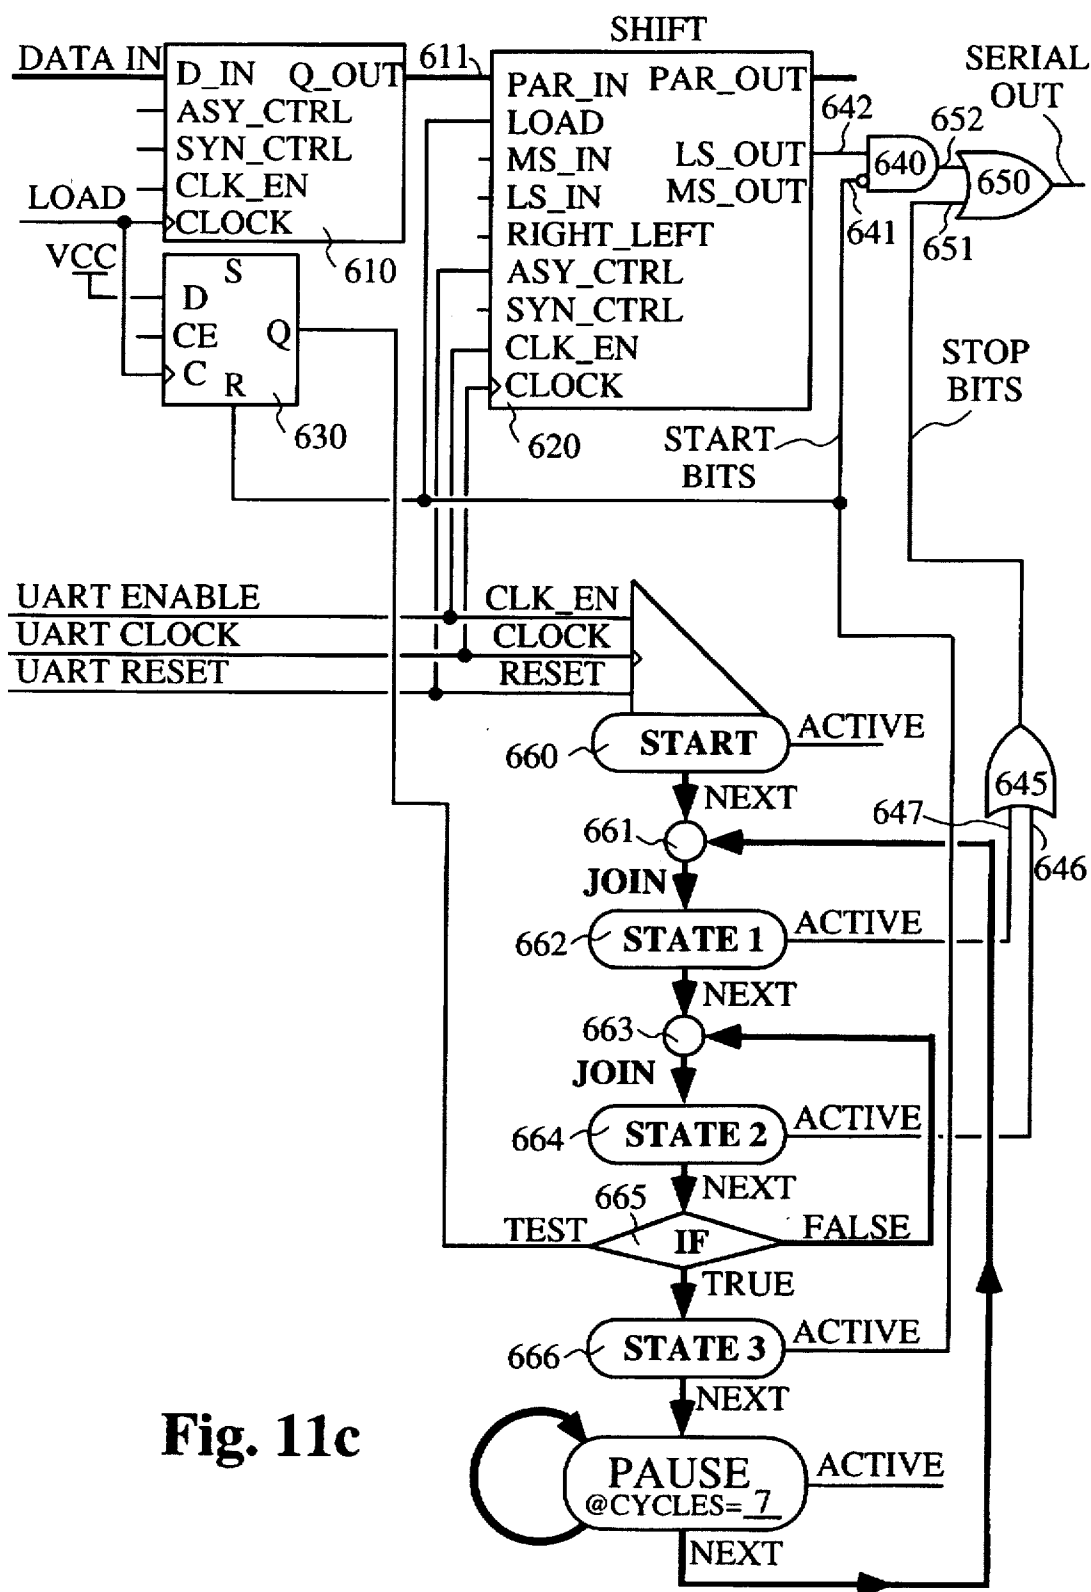 SHIFT
DATA IN
D_IN Q_OUT
ASY_CTRL
SYN_CTRL
CLK_EN
CLOCK
LOAD
610
611
PAR_IN PAR_OUT
LOAD
MS_IN LS_OUT
LS_IN MS_OUT
RIGHT_LEFT
ASY_CTRL
SYN_CTRL
CLK_EN
CLOCK
620
642
640
641
652
650
651
SERIAL
OUT
VCC
S
D
CE Q
C
R
630
START
BITS
STOP
BITS
UART ENABLE CLK_EN
UART CLOCK CLOCK
UART RESET RESET
660 START ACTIVE
NEXT
645
647
646
661
JOIN
662 STATE 1 ACTIVE
NEXT
663
JOIN
664 STATE 2 ACTIVE
NEXT
665
TEST IF FALSE
TRUE
666 STATE 3 ACTIVE
NEXT
PAUSE ACTIVE
@CYCLES= 7
NEXT
Fig. 11c